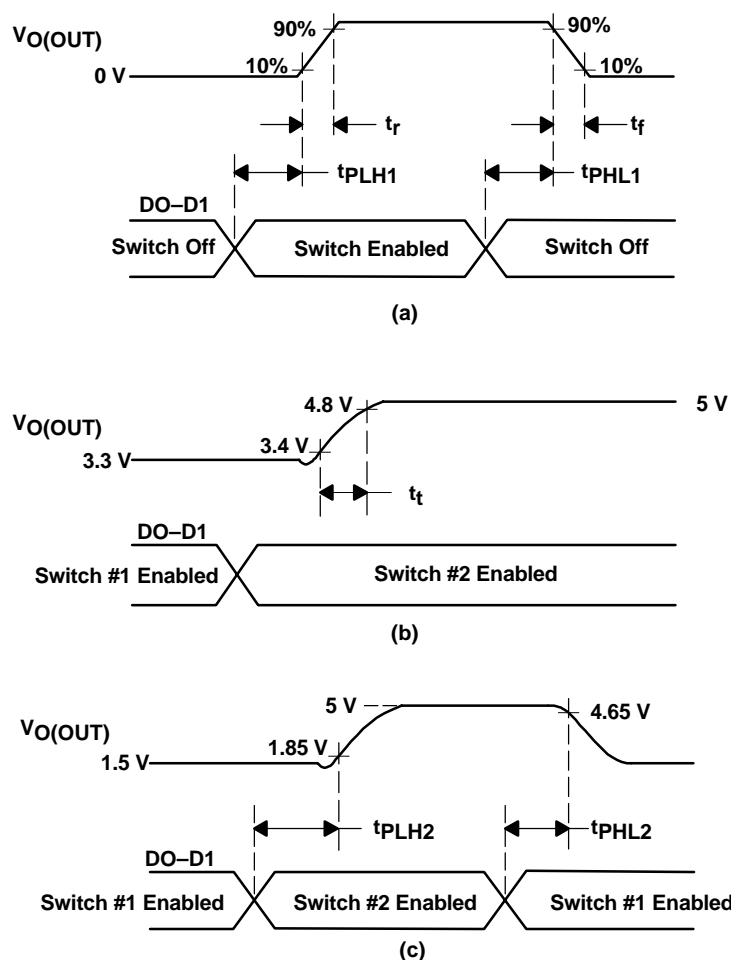 90%
90%
VO(OUT)
10%
10%
0 V
tr
tf
tPLH1
tPHL1
DO–D1
Switch Off
Switch Enabled
Switch Off
(a)
4.8 V
5 V
VO(OUT)
3.4 V
3.3 V
tt
DO–D1
Switch #1 Enabled
Switch #2 Enabled
(b)
5 V
4.65 V
VO(OUT)
1.85 V
1.5 V
tPLH2
tPHL2
DO–D1
Switch #1 Enabled
Switch #2 Enabled
Switch #1 Enabled
(c)